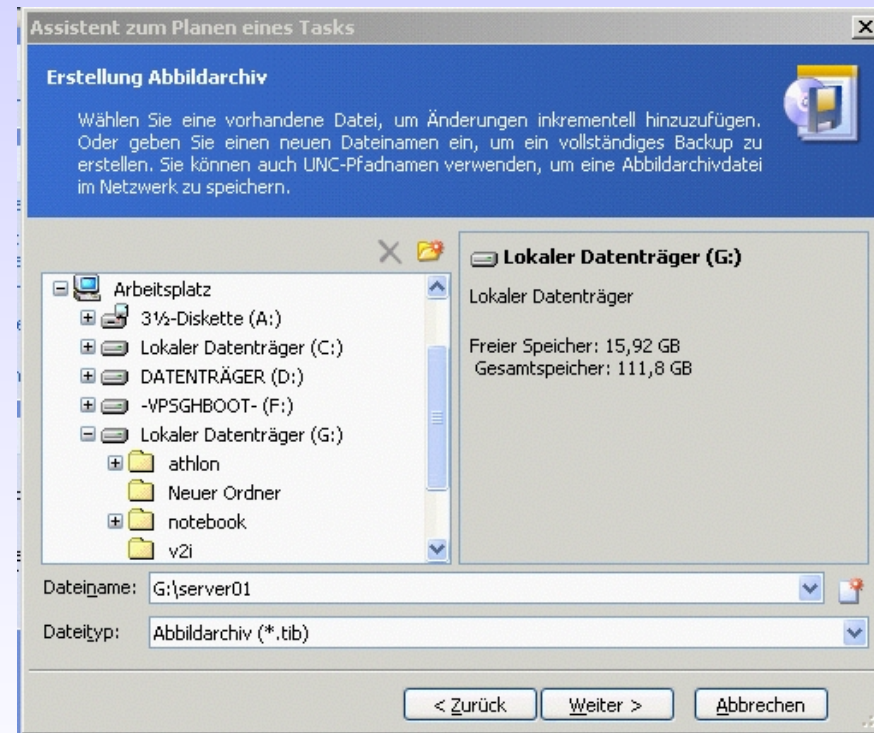 Assistent zum Planen eines Tasks
Erstellung Abbildarchiv
Wählen Sie eine vorhandene Datei, um Änderungen inkrementell hinzuzufügen.
Oder geben Sie einen neuen Dateinamen ein, um ein vollständiges Backup zu
erstellen. Sie können auch UNC-Pfadnamen verwenden, um eine Abbildarchivdatei
im Netzwerk zu speichern.
Arbeitsplatz
3½-Diskette (A:)
Lokaler Datenträger (C:)
DATENTRÄGER (D:)
-VPSGHBOOT- (F:)
Lokaler Datenträger (G:)
athlon
Neuer Ordner
notebook
v2i
Lokaler Datenträger (G:)
Lokaler Datenträger
Freier Speicher: 15,92 GB
Gesamtspeicher: 111,8 GB
Dateiname: G:\server01
Dateityp: Abbildarchiv (*.tib)
< Zurück Weiter > Abbrechen